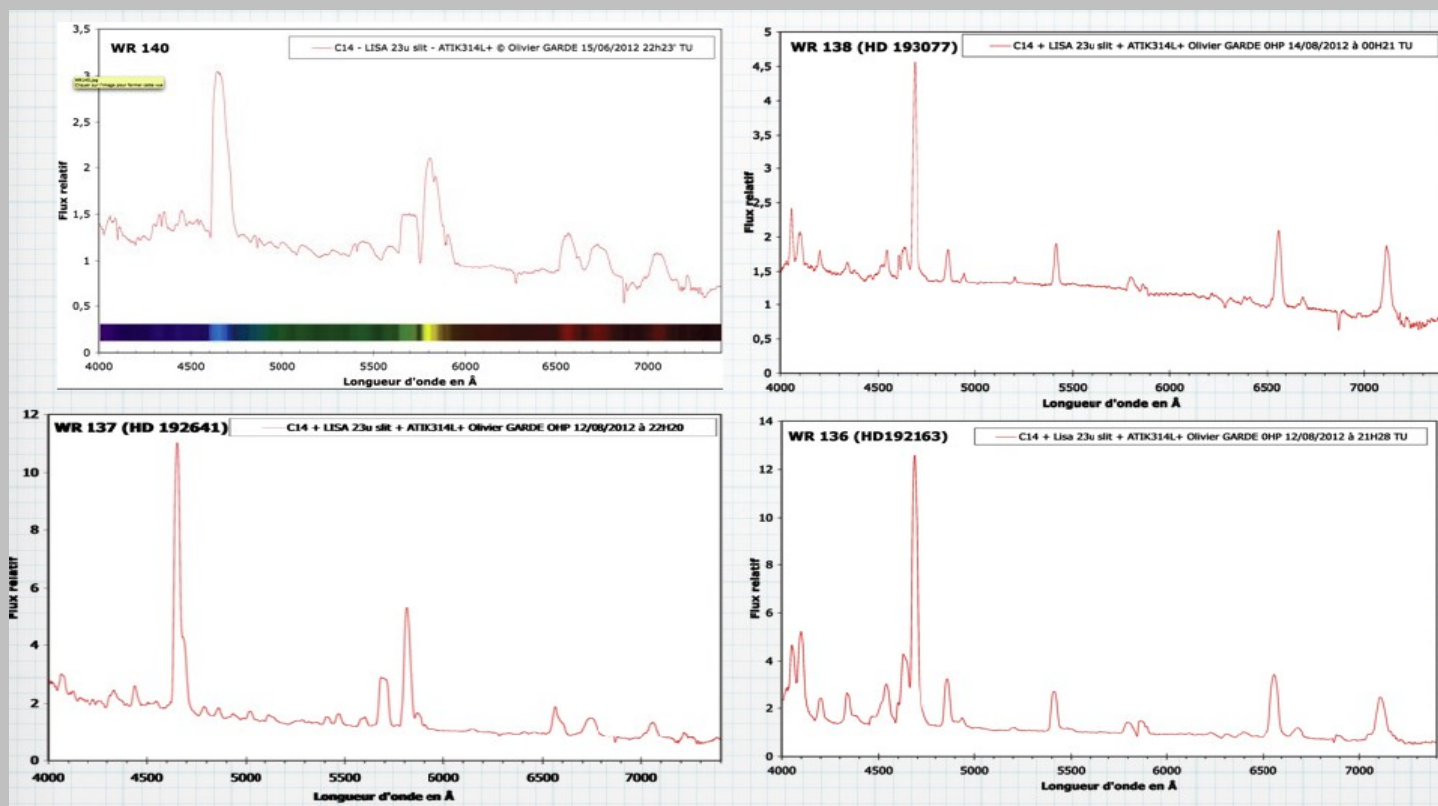 WR 140
C14 - LISA 23u slit - ATIK314L+ © Olivier GARDE 15/06/2012 22h23' TU
3,5
3
2,5
2
1,5
1
0,5
0
Flux relatif
4000 4500 5000 5500 6000 6500 7000
Longueur d'onde en Å
WR 138 (HD 193077)
C14 + LISA 23u slit + ATIK314L+ Olivier GARDE 0HP 14/08/2012 à 00H21 TU
5
4,5
4
3,5
3
2,5
2
1,5
1
0,5
0
Flux relatif
4000 4500 5000 5500 6000 6500 7000
Longueur d'onde en Å
WR 137 (HD 192641)
C14 + LISA 23u slit + ATIK314L+ Olivier GARDE OHP 12/08/2012 à 22H20
12
10
8
6
4
2
0
Flux relatif
4000 4500 5000 5500 6000 6500 7000
Longueur d'onde en Å
WR 136 (HD192163)
C14 + Lisa 23u slit + ATIK314L+ Olivier GARDE 0HP 12/08/2012 à 21H28 TU
14
12
10
8
6
4
2
0
Flux relatif
4000 4500 5000 5500 6000 6500 7000
Longueur d'onde en Å